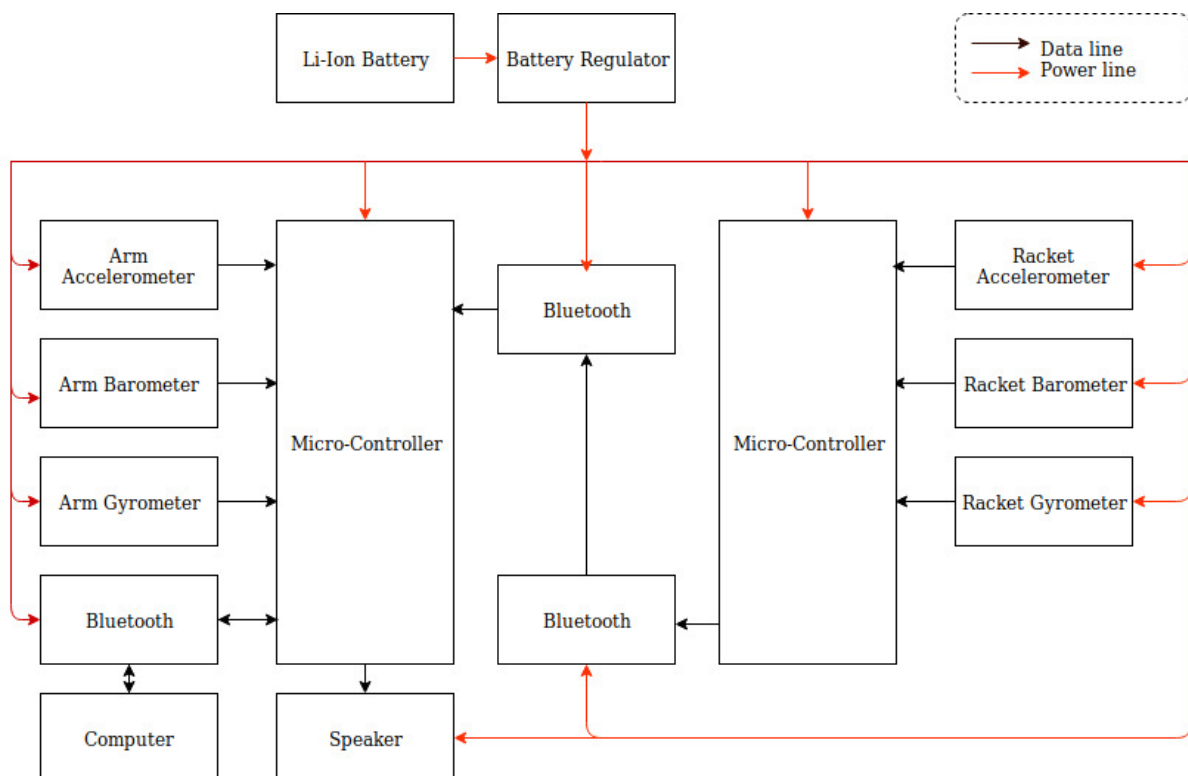 Li-Ion Battery
Battery Regulator
Data line
Power line
Arm
Accelerometer
Racket
Accelerometer
Bluetooth
Arm Barometer
Racket Barometer
Micro-Controller
Micro-Controller
Arm Gyrometer
Racket Gyrometer
Bluetooth
Bluetooth
Computer
Speaker